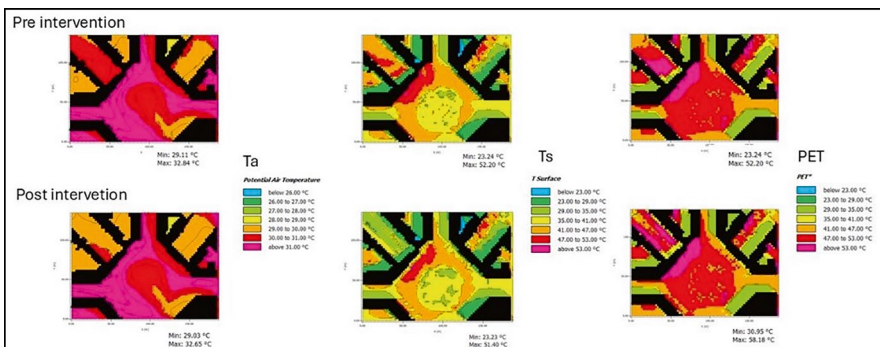 Pre intervention
Min: 29.11 °C
Max: 32.84 °C
Min: 23.24 °C
Max: 52.20 °C
Min: 23.24 °C
Max: 52.20 °C
Ta
Potential Air Temperature
below 26.00 °C
26.00 to 27.00 °C
27.00 to 28.00 °C
28.00 to 29.00 °C
29.00 to 30.00 °C
30.00 to 31.00 °C
above 31.00 °C
Ts
T Surface
below 23.00 °C
23.00 to 29.00 °C
29.00 to 35.00 °C
35.00 to 41.00 °C
41.00 to 47.00 °C
47.00 to 53.00 °C
above 53.00 °C
PET
PET*
below 23.00 °C
23.00 to 29.00 °C
29.00 to 35.00 °C
35.00 to 41.00 °C
41.00 to 47.00 °C
47.00 to 53.00 °C
above 53.00 °C
Post intervetion
Min: 29.03 °C
Max: 32.65 °C
Min: 23.23 °C
Max: 51.40 °C
Min: 30.95 °C
Max: 58.18 °C